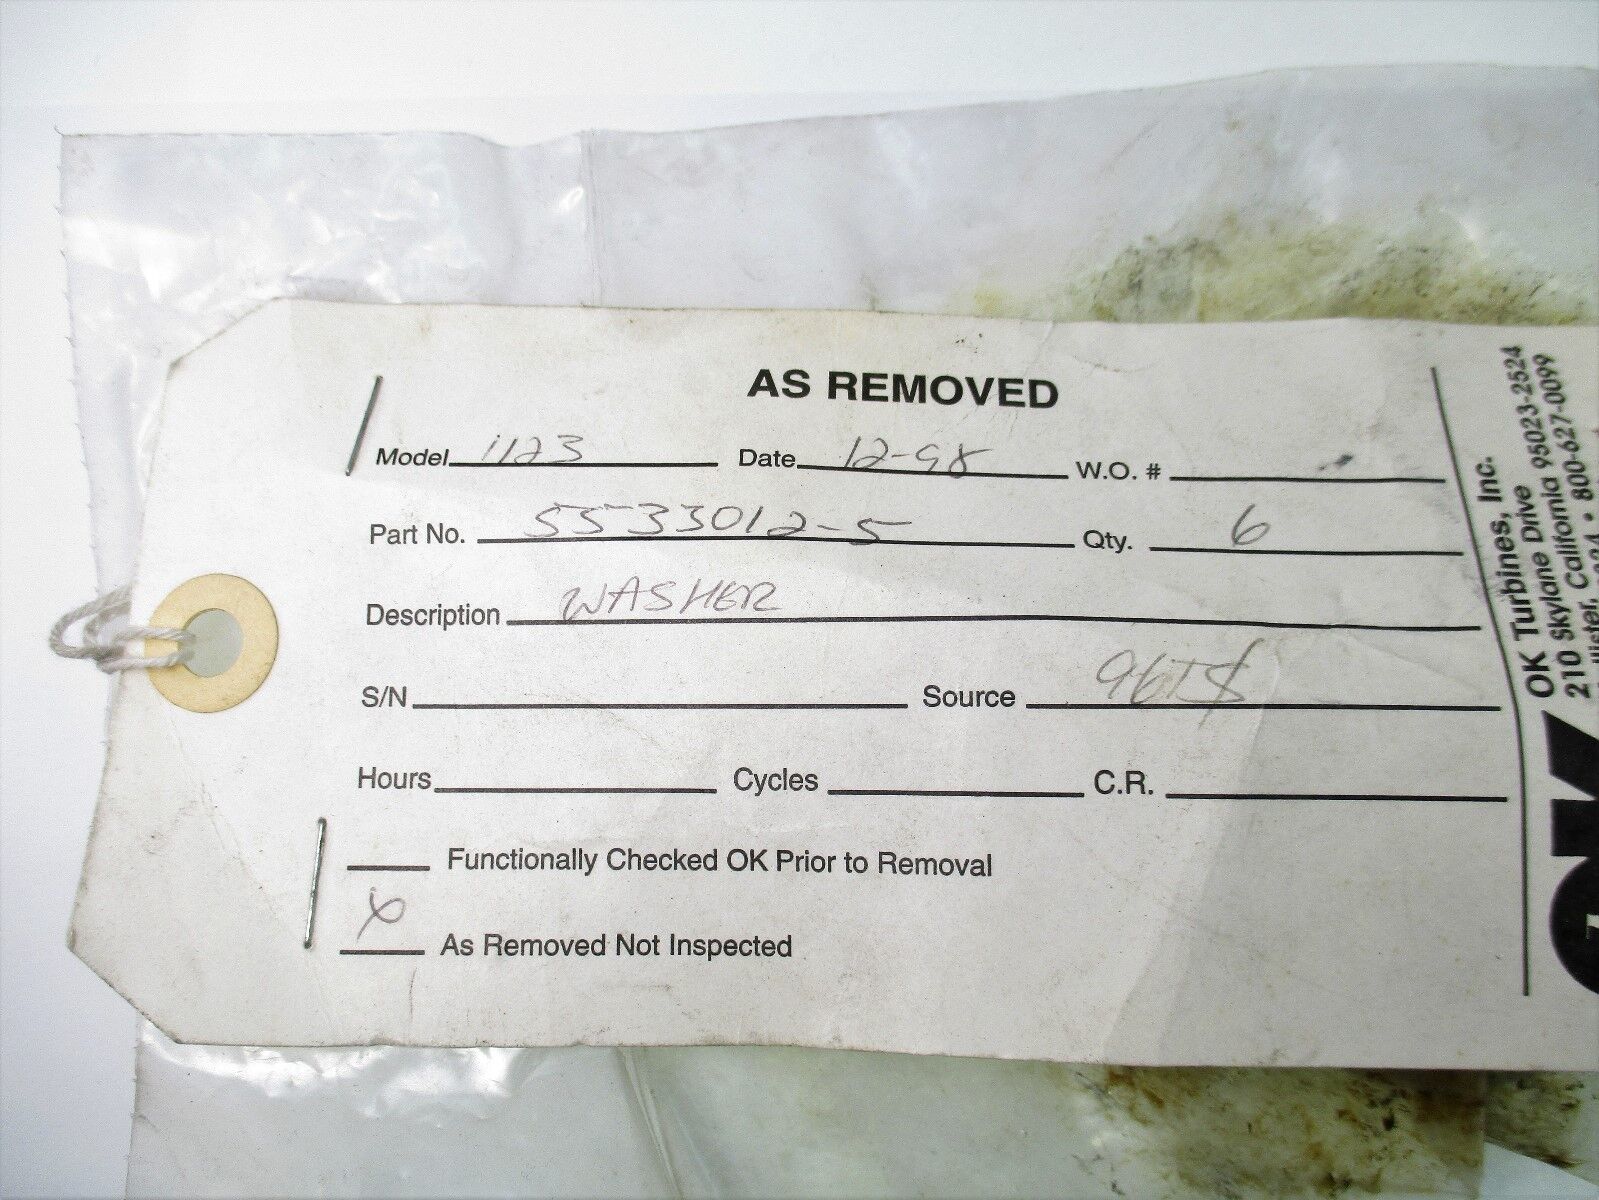 AS REMOVED
Model 1123 Date 12-98 W.O. #
Part No. 5533012-5 Qty. 6
Description WASHER
S/N Source
Hours Cycles C.R.
Functionally Checked OK Prior to Removal
X As Removed Not Inspected
OK Turbines, Inc.
210 Skylane Drive
California 95023-2524
800-627-0099
OK